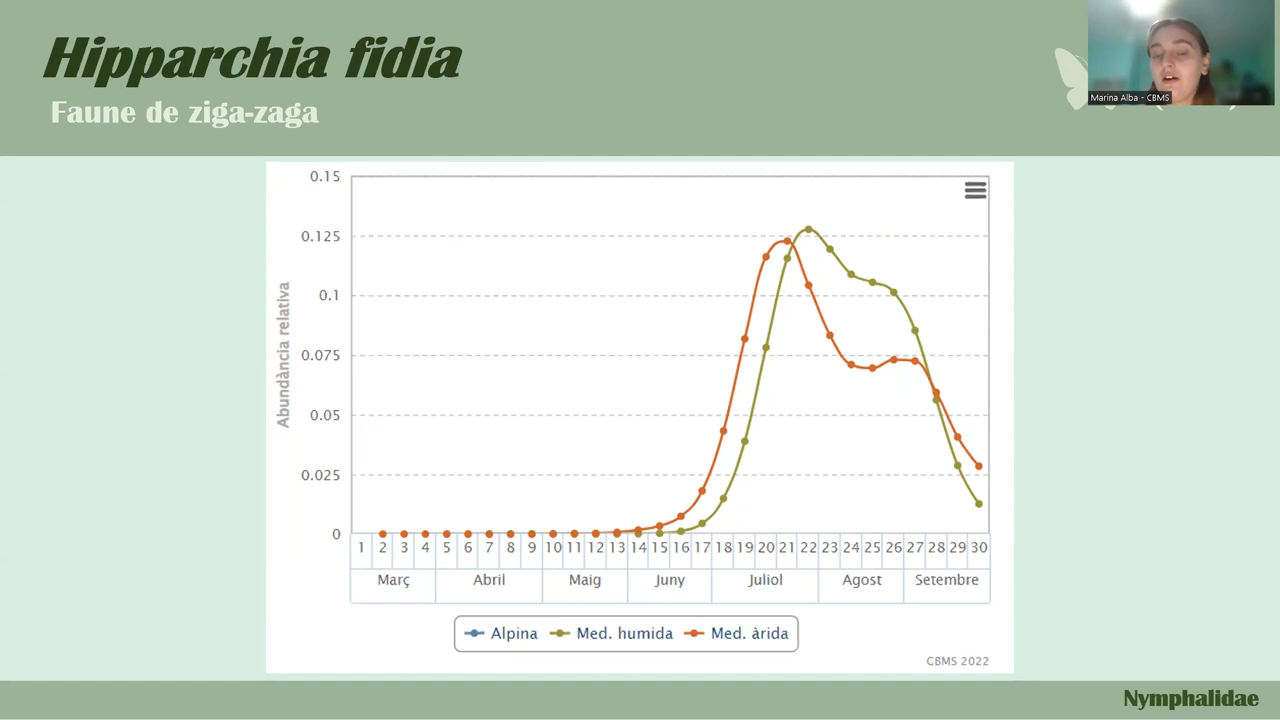 Hipparchia fidia
Faune de ziga-zaga
Marina Alba - CBMS
0.15
0.125
0.1
0.075
0.05
0.025
0
Abundància relativa
1 2 3 4 5 6 7 8 9 10 11 12 13 14 15 16 17 18 19 20 21 22 23 24 25 26 27 28 29 30
Març Abril Maig Juny Juliol Agost Setembre
Alpina Med. humida Med. àrida
CBMS 2022
Nymphalidae